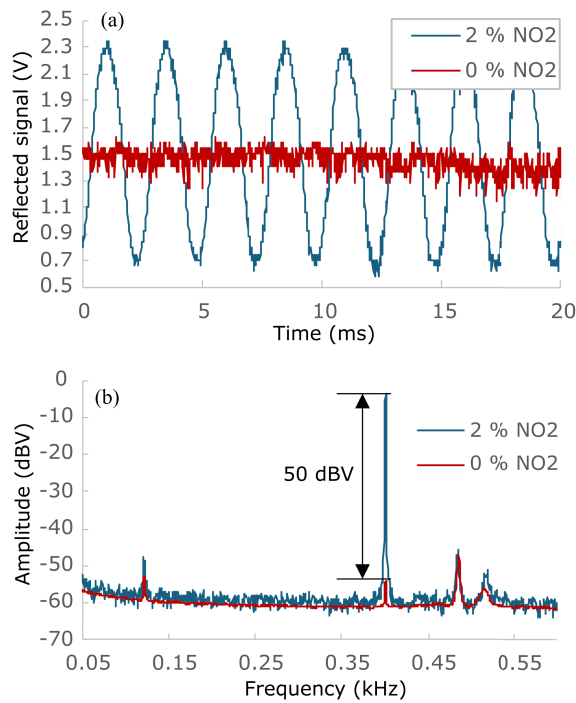 (a)
2 % NO2
0 % NO2
2.3
2.1
1.9
1.7
1.5
1.3
1.1
0.9
0.7
0.5
Reflected signal (V)
0
5
10
15
20
Time (ms)
(b)
0
-10
-20
-30
-40
-50
-60
-70
Amplitude (dBV)
50 dBV
2 % NO2
0 % NO2
0.05
0.15
0.25
0.35
0.45
0.55
Frequency (kHz)